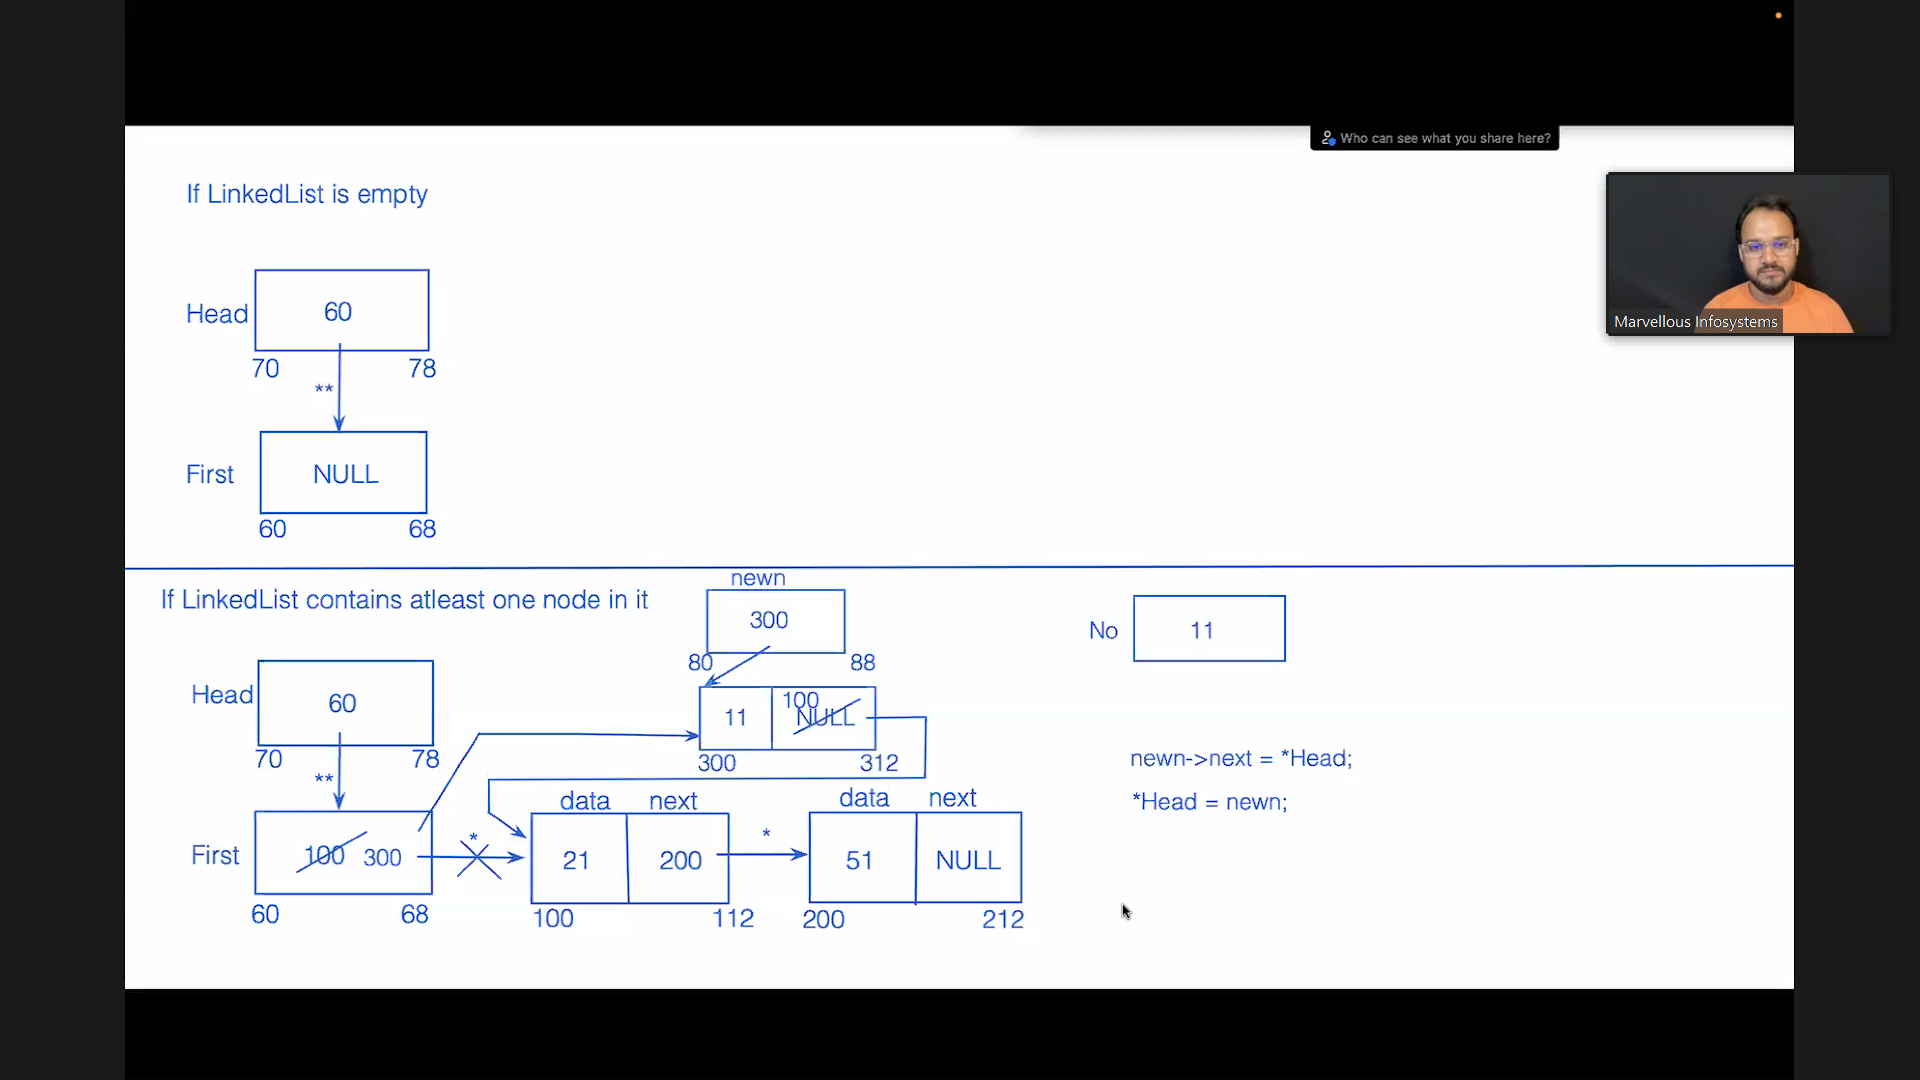 Who can see what you share here?
If LinkedList is empty
Marvellous Infosystems
Head
60
70
78
**
First
NULL
60
68
If LinkedList contains atleast one node in it
newn
300
80
88
No
11
Head
60
70
78
**
11
100
NULL
300
312
newn->next = *Head;
*Head = newn;
data
next
data
next
First
100
300
*
21
200
*
51
NULL
60
68
100
112
200
212